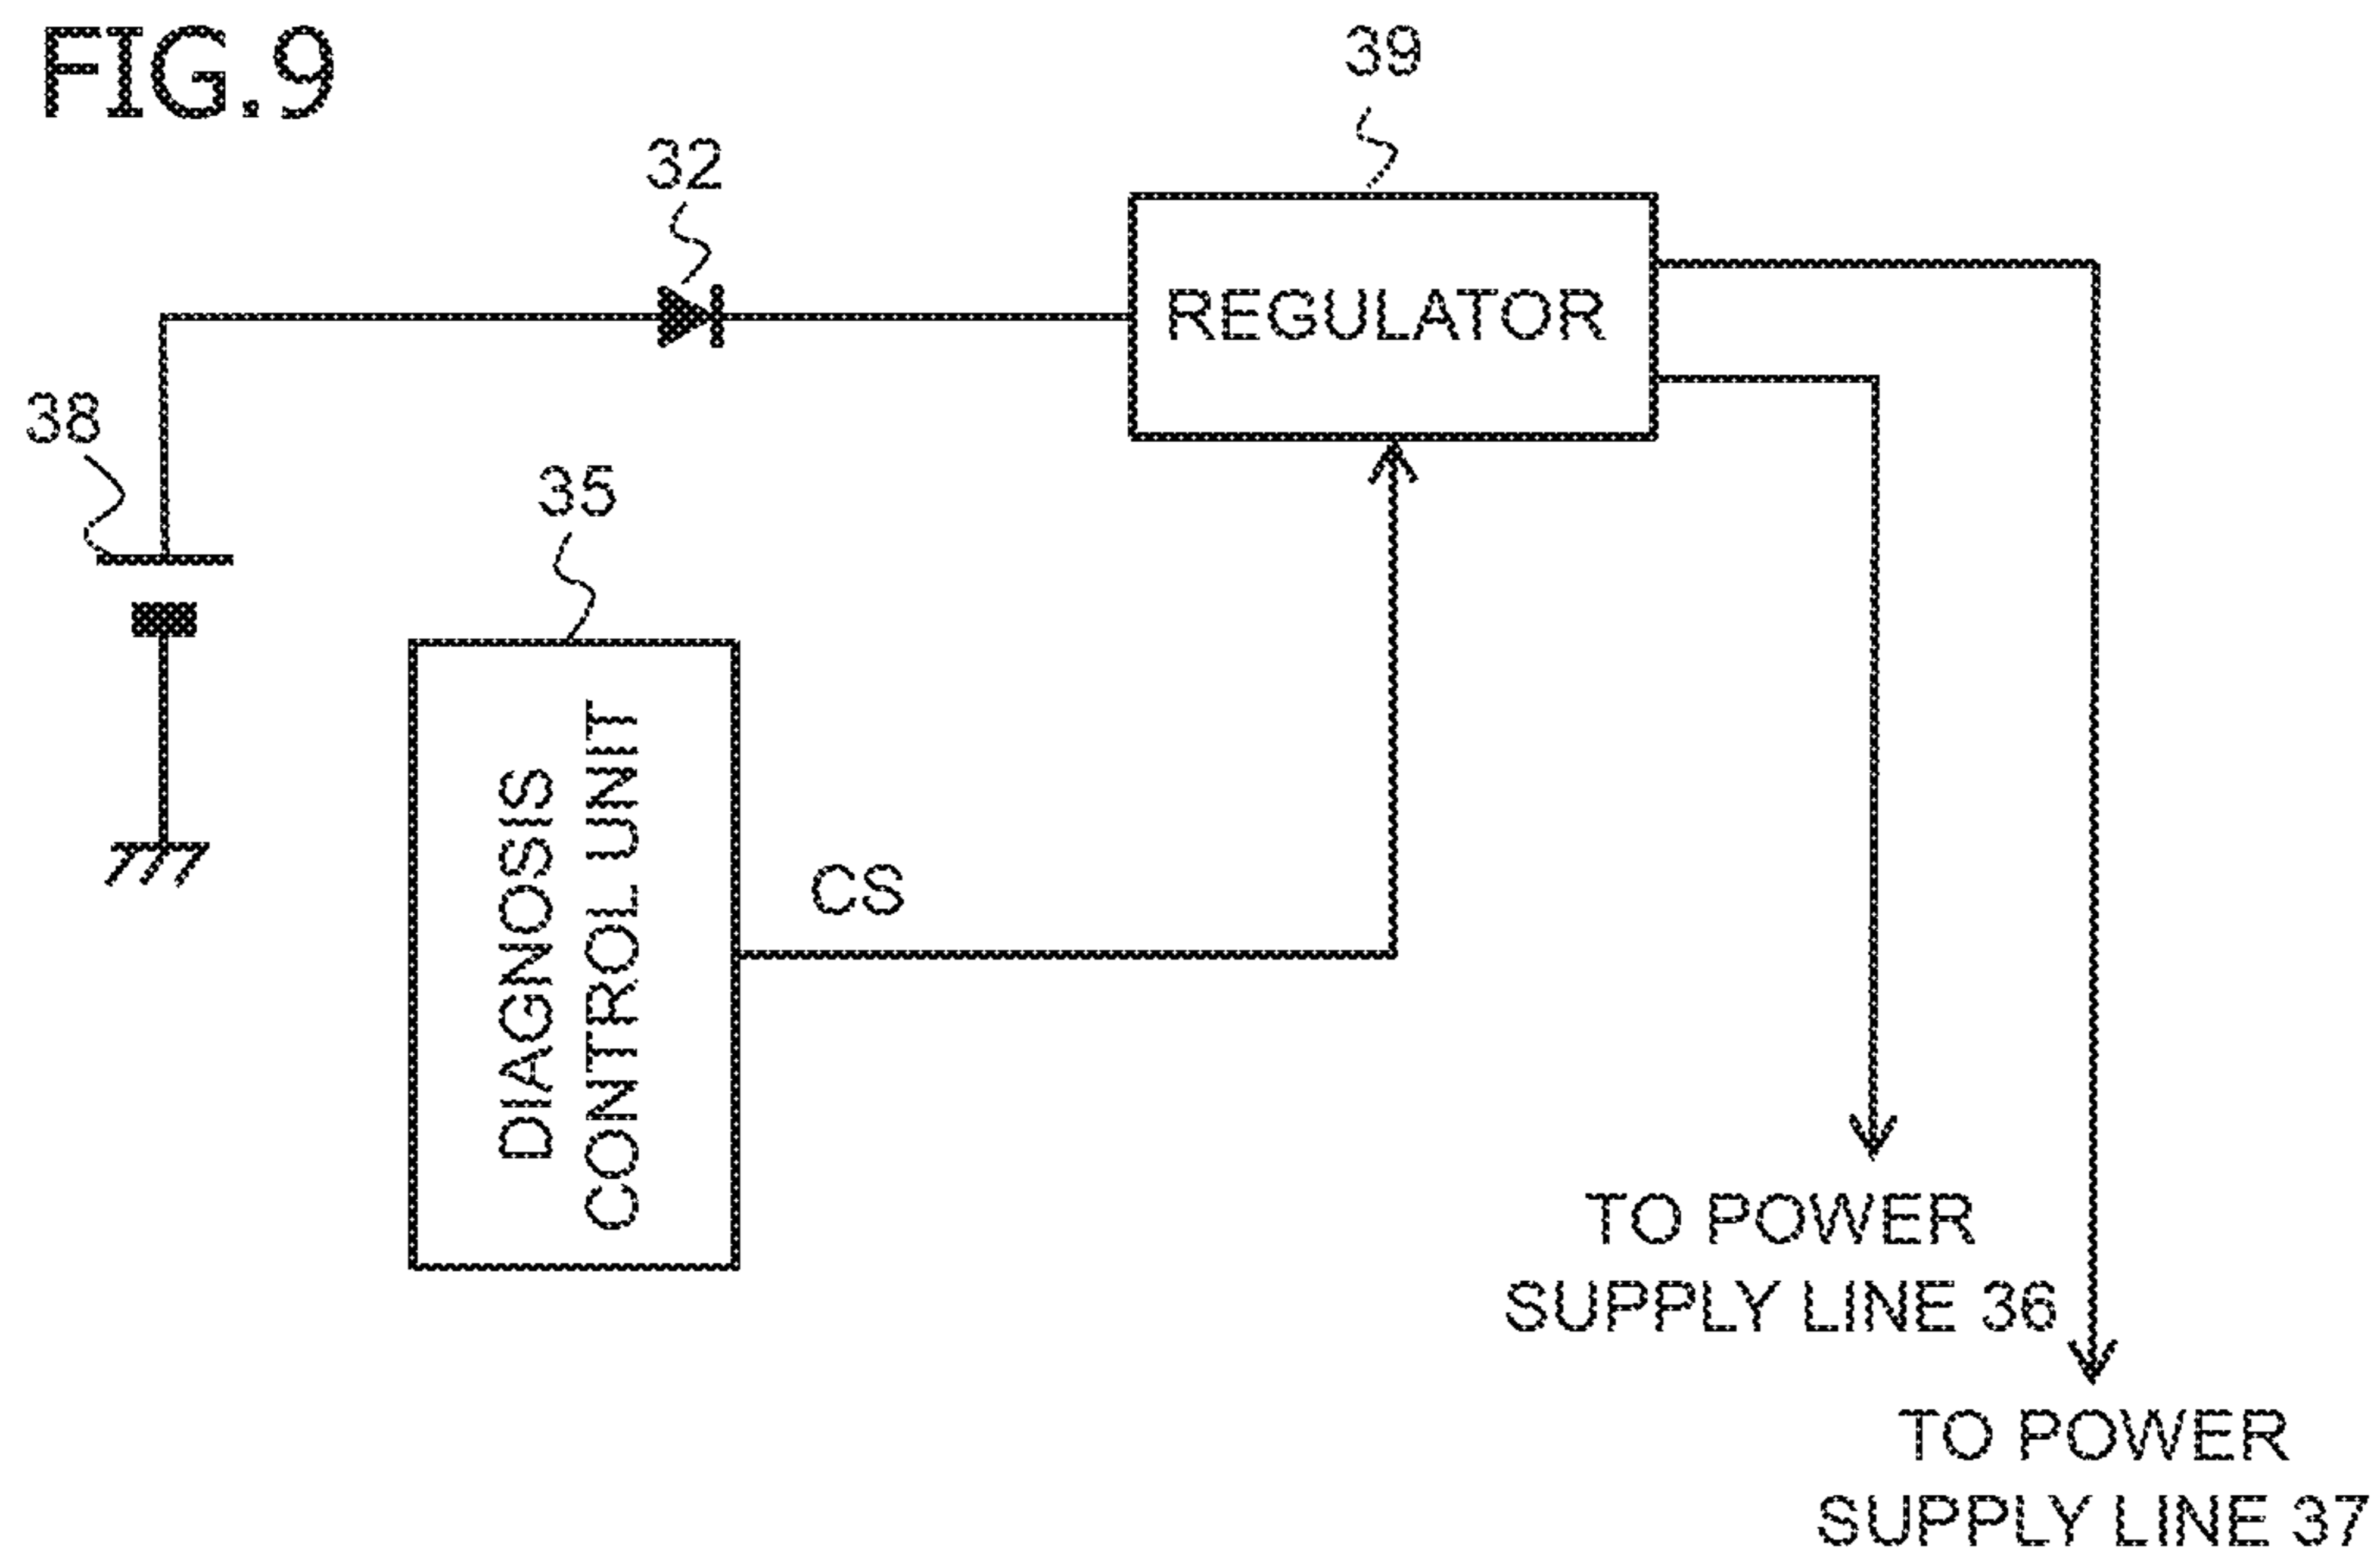 FIG.9
39
32
REGULATOR
38
35
DIAGNOSIS
CONTROL UNIT
CS
TO POWER
SUPPLY LINE 36
TO POWER
SUPPLY LINE 37